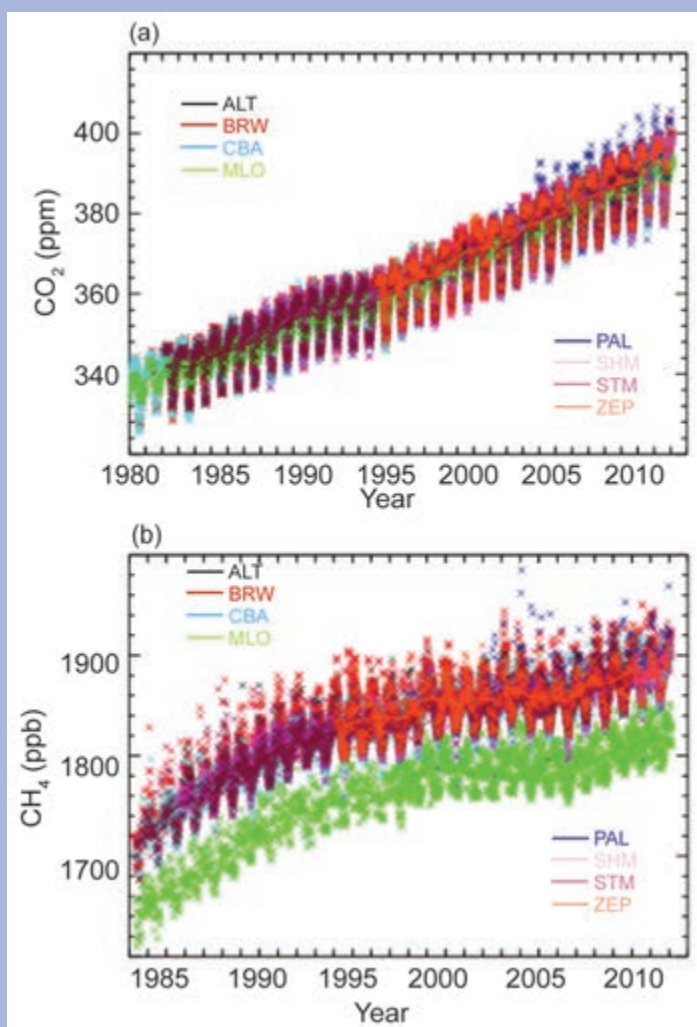 (a)
ALT
BRW
CBA
MLO
CO2 (ppm)
400
380
360
340
PAL
SHM
STM
ZEP
1980 1985 1990 1995 2000 2005 2010
Year
(b)
ALT
BRW
CBA
MLO
CH4 (ppb)
1900
1800
1700
PAL
SHM
STM
ZEP
1985 1990 1995 2000 2005 2010
Year